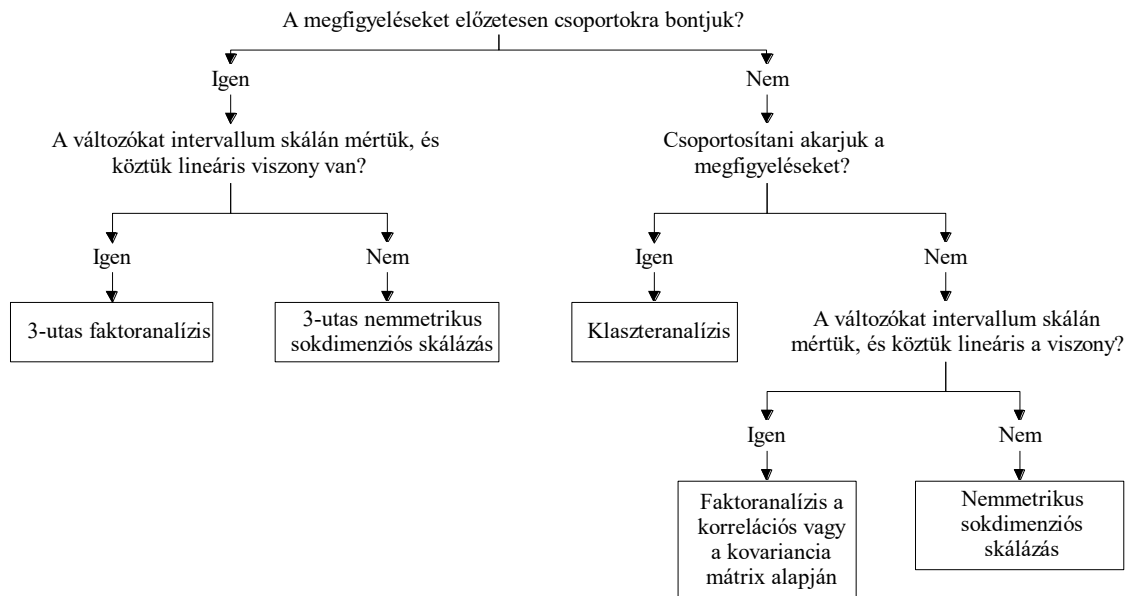 A megfigyeléseket előzetesen csoportokra bontjuk?
Igen
Nem
A változókat intervallum skálán mértük, és
köztük lineáris viszony van?
Csoportosítani akarjuk a
megfigyeléseket?
Igen
Nem
Igen
Nem
3-utas faktoranalízis
3-utas nemmetrikus
sokdimenziós skálázás
Klaszteranalízis
A változókat intervallum skálán
mértük, és köztük lineáris a viszony?
Igen
Nem
Faktoranalízis a
korrelációs vagy
a kovariancia
mátrix alapján
Nemmetrikus
sokdimenziós
skálázás